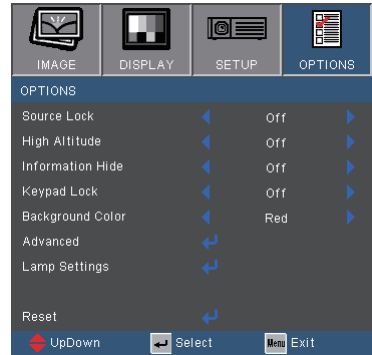 IMAGE DISPLAY SETUP OPTIONS
OPTIONS
Source Lock Off
High Altitude Off
Information Hide Off
Keypad Lock Off
Background Color Red
Advanced
Lamp Settings
Reset
UpDown Select Menu Exit